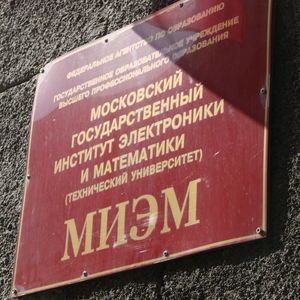 ФЕДЕРАЛЬНОЕ АГЕНТСТВО ПО ОБРАЗОВАНИЮ
ГОСУДАРСТВЕННОЕ ОБРАЗОВАТЕЛЬНОЕ УЧРЕЖДЕНИЕ
ВЫСШЕГО ПРОФЕССИОНАЛЬНОГО ОБРАЗОВАНИЯ
МОСКОВСКИЙ
ГОСУДАРСТВЕННЫЙ
ИНСТИТУТ ЭЛЕКТРОНИКИ
И МАТЕМАТИКИ
(ТЕХНИЧЕСКИЙ УНИВЕРСИТЕТ)
МИЭМ